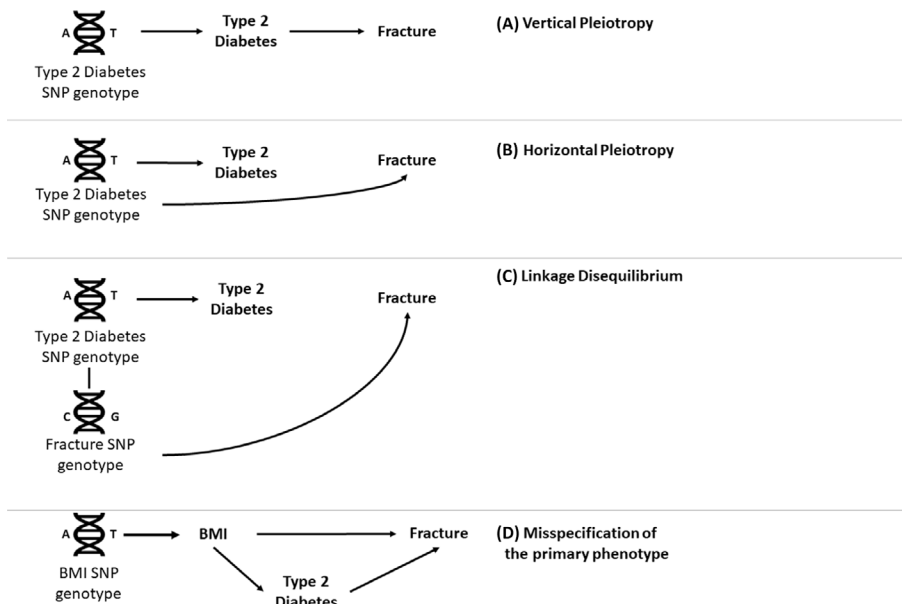 A T
Type 2 Diabetes
SNP genotype
Type 2
Diabetes
Fracture
(A) Vertical Pleiotropy
A T
Type 2 Diabetes
SNP genotype
Type 2
Diabetes
Fracture
(B) Horizontal Pleiotropy
A T
Type 2 Diabetes
SNP genotype
Type 2
Diabetes
Fracture
(C) Linkage Disequilibrium
C G
Fracture SNP
genotype
A T
BMI SNP
genotype
BMI
Fracture
Type 2
Diabetes
(D) Misspecification of
the primary phenotype